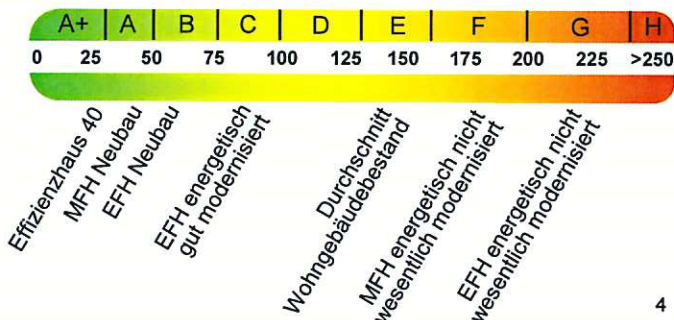 A+ A B C D E F G H
0 25 50 75 100 125 150 175 200 225 >250
Effizienzhaus 40
MFH Neubau
EFH Neubau
EFH energetisch
gut modernisiert
Durchschnitt
Wohngebäudebestand
MFH energetisch nicht
wesentlich modernisiert
EFH energetisch nicht
wesentlich modernisiert
4